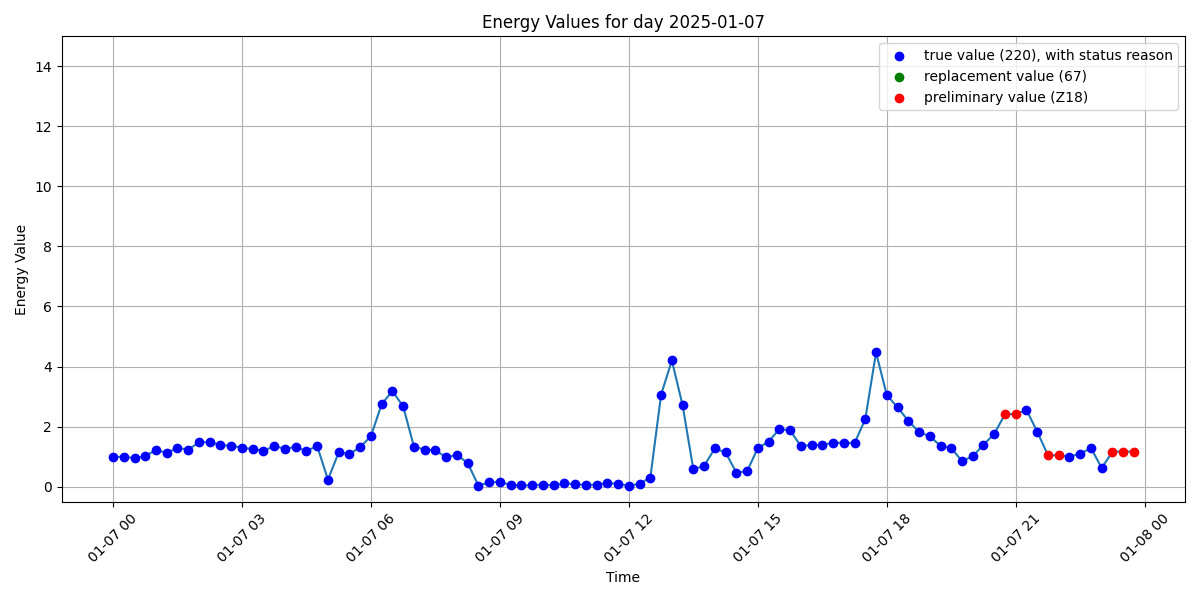 Energy Values for day 2025-01-07
true value (220), with status reason
replacement value (67)
preliminary value (Z18)
14
12
10
8
6
4
2
0
Energy Value
01-07 00
01-07 03
01-07 06
01-07 09
01-07 12
01-07 15
01-07 18
01-07 21
01-08 00
Time